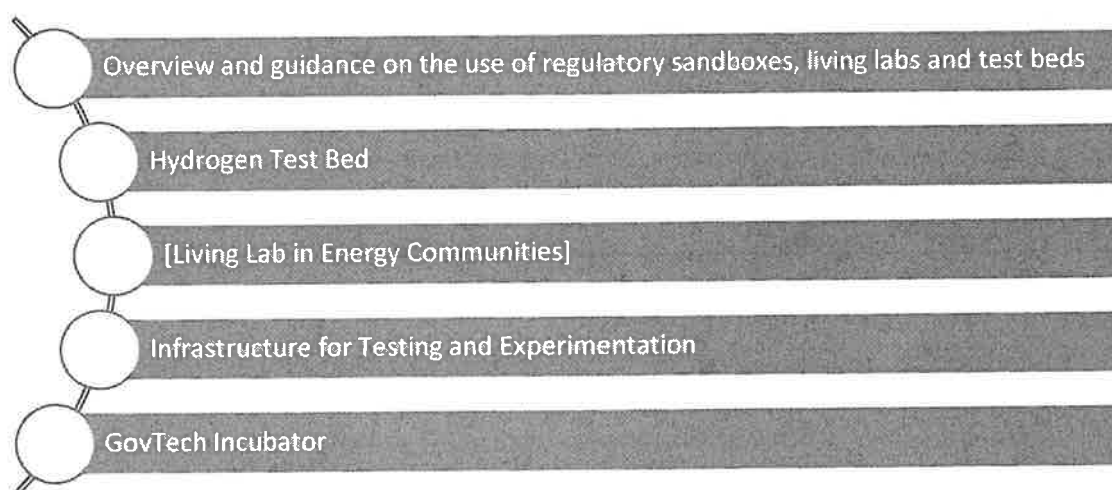 Overview and guidance on the use of regulatory sandboxes, living labs and test beds
Hydrogen Test Bed
[Living Lab in Energy Communities]
Infrastructure for Testing and Experimentation
GovTech Incubator